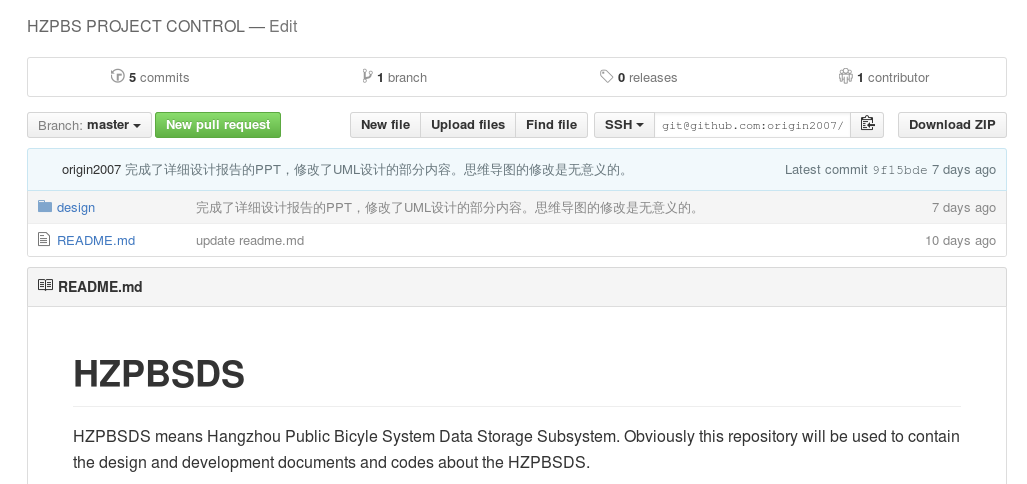 HZPBS PROJECT CONTROL — Edit
5 commits 1 branch 0 releases 1 contributor
Branch: master New pull request New file Upload files Find file SSH git@github.com:origin2007/ Download ZIP
origin2007 完成了详细设计报告的PPT，修改了UML设计的部分内容。思维导图的修改是无意义的。 Latest commit 9f15bde 7 days ago
design 完成了详细设计报告的PPT，修改了UML设计的部分内容。思维导图的修改是无意义的。 7 days ago
README.md update readme.md 10 days ago
README.md
HZPBSDS
HZPBSDS means Hangzhou Public Bicyle System Data Storage Subsystem. Obviously this repository will be used to contain
the design and development documents and codes about the HZPBSDS.